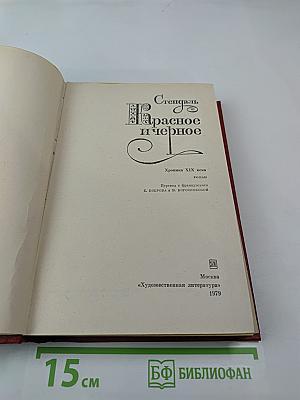 Стендаль
Красное
и черное
Хроника XIX века
РОМАН
Перевод с французского
С. БОБРОВА и М. БОГОСЛОВСКОЙ
Москва
«Художественная литература»
1979
15 см
БФ БИБЛИОФАН